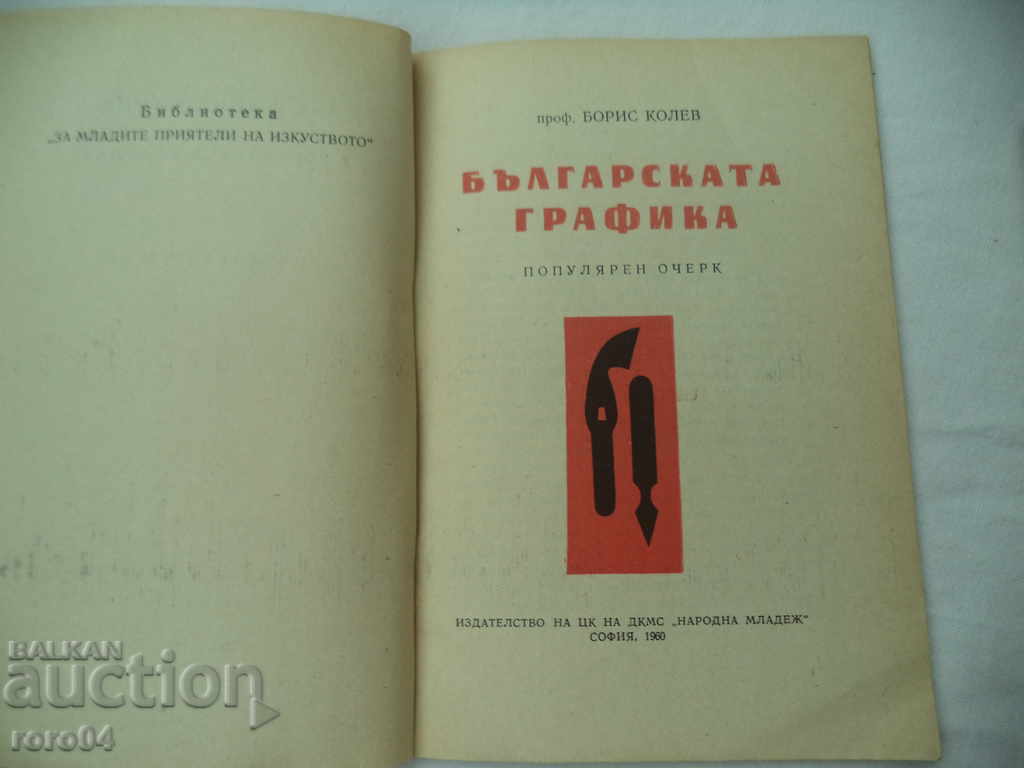 Библиотека
„ЗА МЛАДИТЕ ПРИЯТЕЛИ НА ИЗКУСТВОТО“
проф. БОРИС КОЛЕВ
БЪЛГАРСКАТА
ГРАФИКА
ПОПУЛЯРЕН ОЧЕРК
ИЗДАТЕЛСТВО НА ЦК НА ДКМС „НАРОДНА МЛАДЕЖ“
СОФИЯ, 1960
BALKAN
auction
roro04